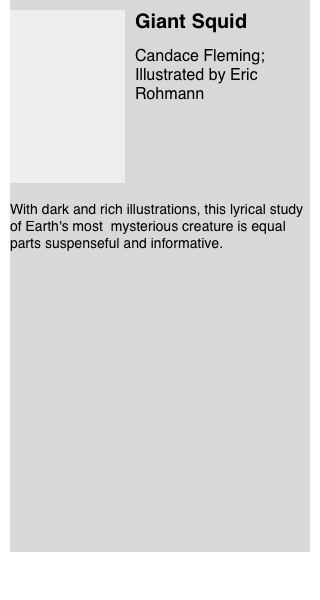 Giant Squid
Candace Fleming;
Illustrated by Eric
Rohmann
With dark and rich illustrations, this lyrical study
of Earth's most  mysterious creature is equal
parts suspenseful and informative.